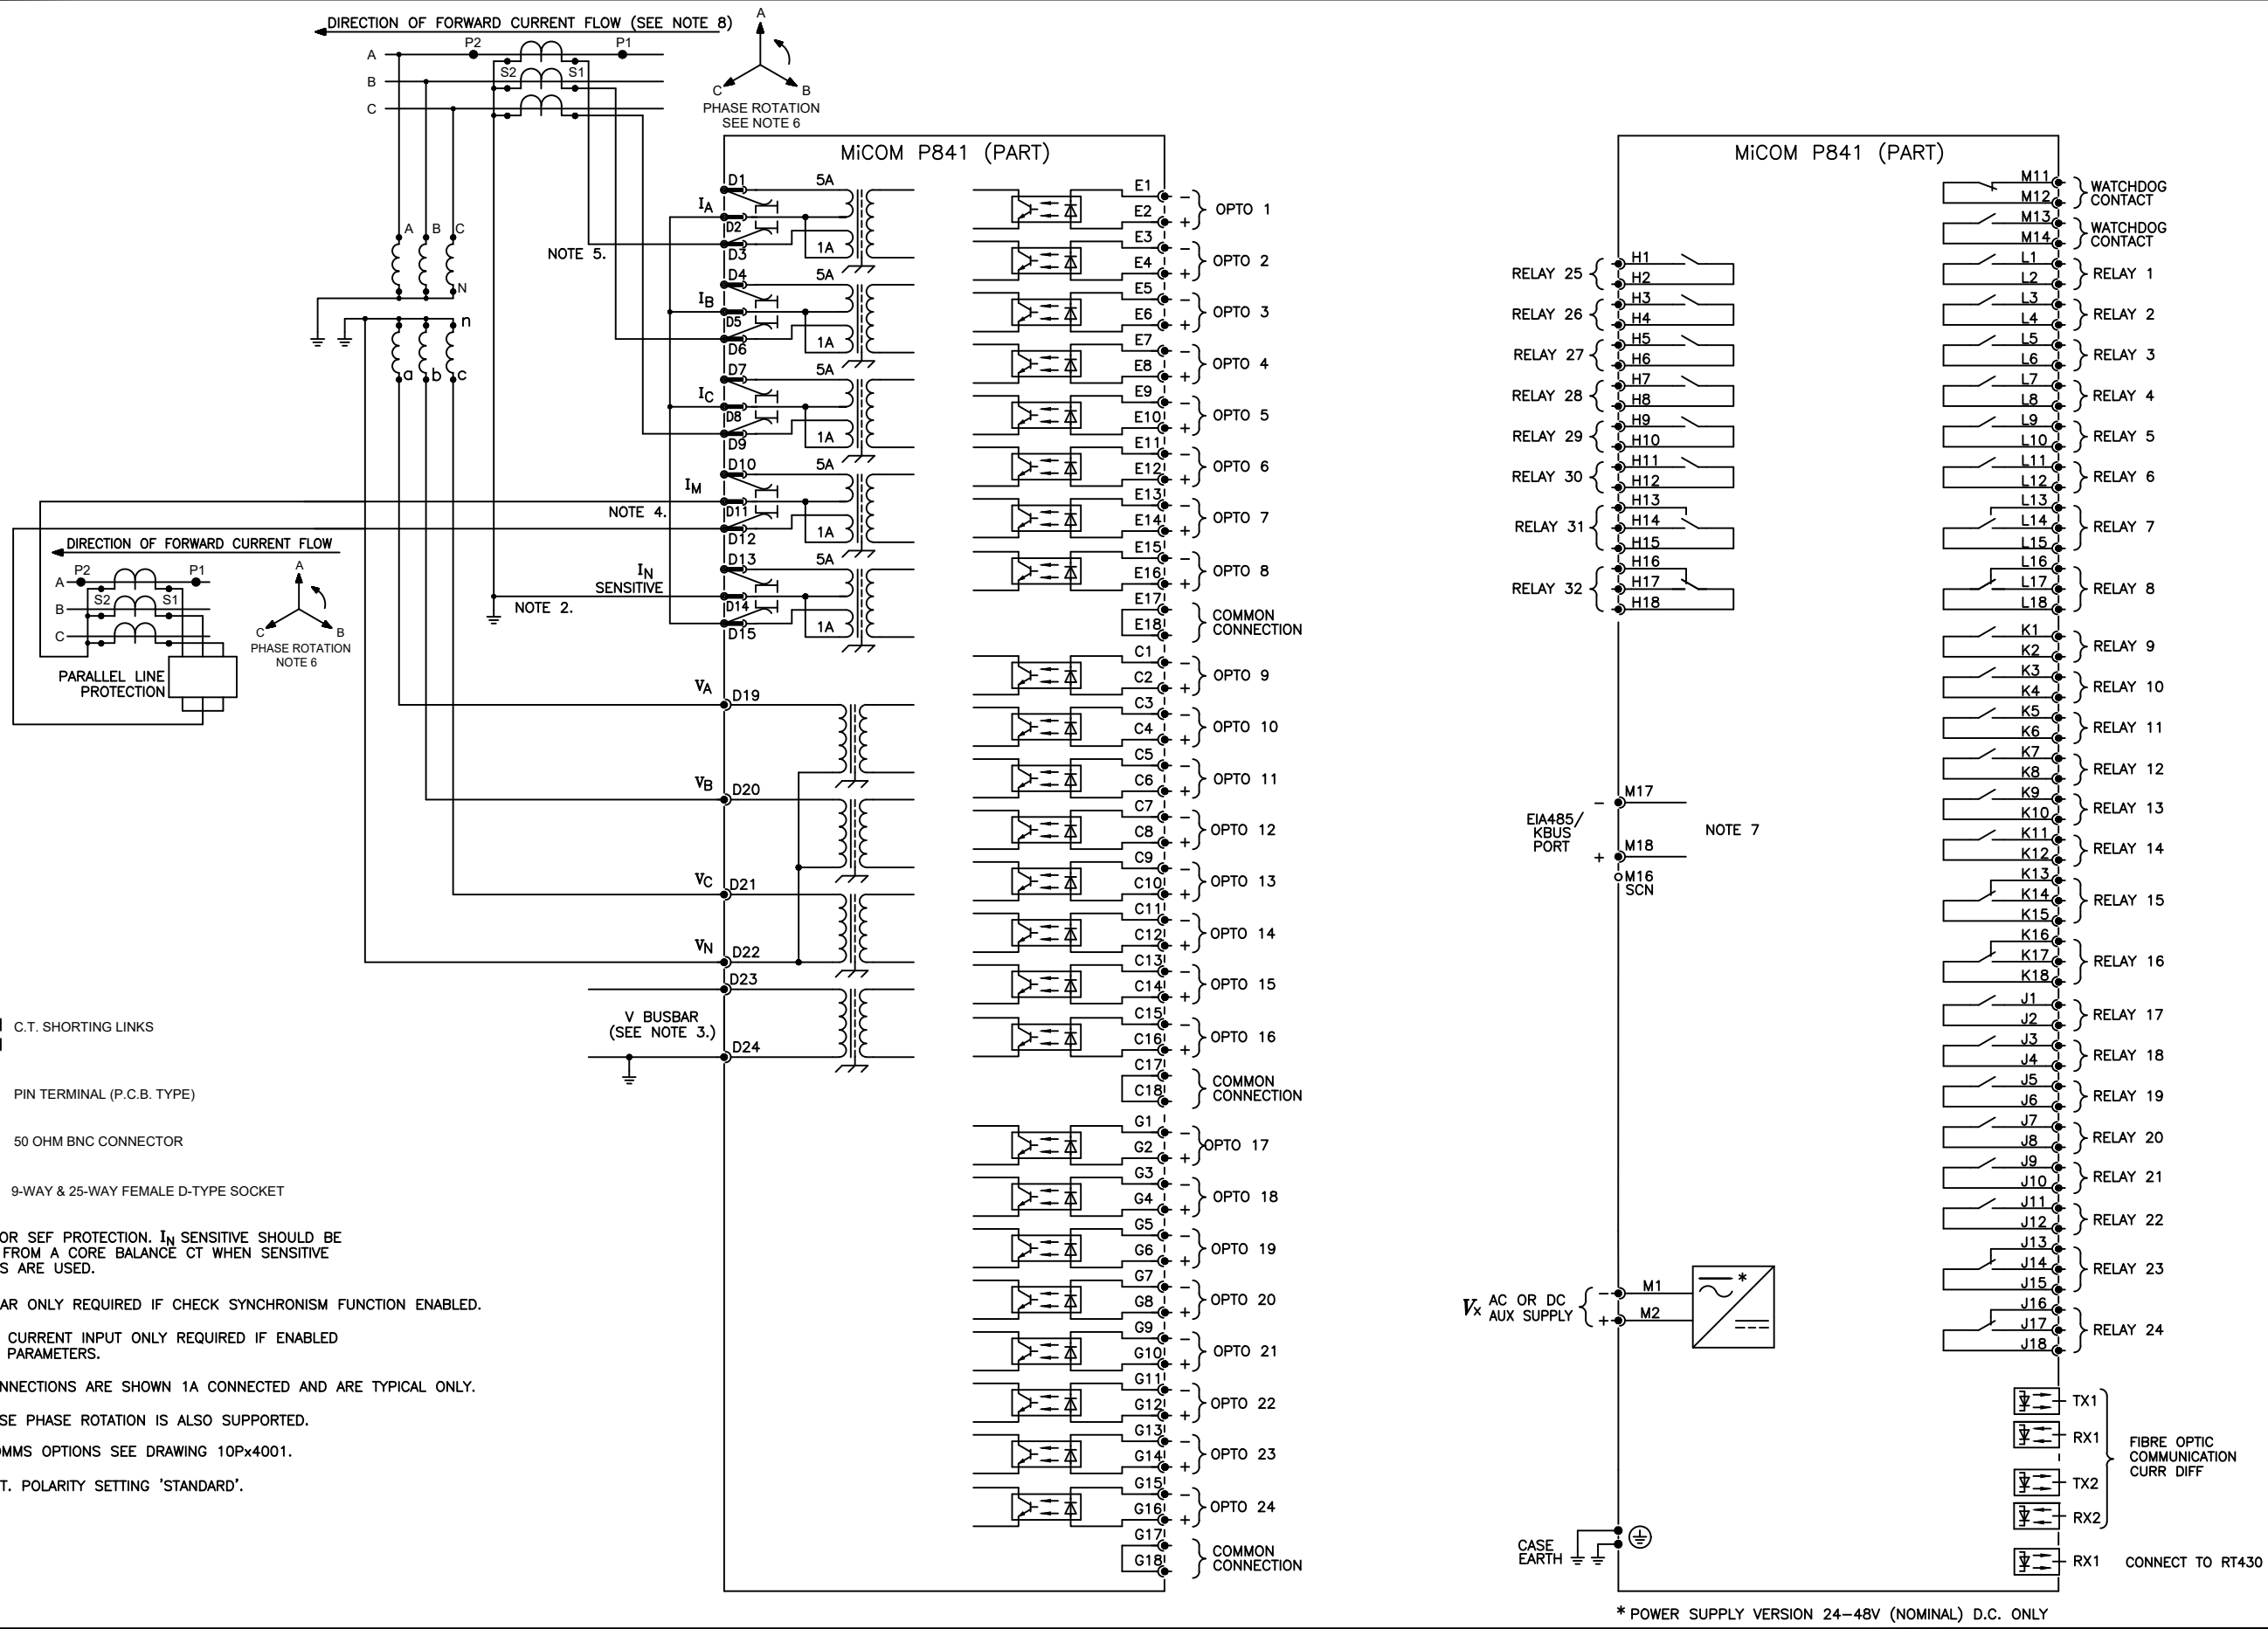 DIRECTION OF FORWARD CURRENT FLOW (SEE NOTE 8)
A
P2
P1
S2
S1
B
C
A
C
B
PHASE ROTATION
SEE NOTE 6
A
B
C
N
n
a
b
c
NOTE 5.
NOTE 4.
NOTE 2.
DIRECTION OF FORWARD CURRENT FLOW
P2
P1
A
S2
S1
B
C
A
C
B
PHASE ROTATION
NOTE 6
PARALLEL LINE
PROTECTION
MiCOM P841 (PART)
IA
D1
5A
D2
D3
1A
IB
D4
5A
D5
D6
1A
IC
D7
5A
D8
D9
1A
IM
D10
5A
D11
D12
1A
IN
SENSITIVE
D13
5A
D14
D15
1A
VA
D19
VB
D20
VC
D21
VN
D22
D23
V BUSBAR
(SEE NOTE 3.)
D24
E1 -
E2 +
OPTO 1
E3 -
E4 +
OPTO 2
E5 -
E6 +
OPTO 3
E7 -
E8 +
OPTO 4
E9 -
E10 +
OPTO 5
E11 -
E12 +
OPTO 6
E13 -
E14 +
OPTO 7
E15 -
E16 +
OPTO 8
E17
E18
COMMON
CONNECTION
C1 -
C2 +
OPTO 9
C3 -
C4 +
OPTO 10
C5 -
C6 +
OPTO 11
C7 -
C8 +
OPTO 12
C9 -
C10 +
OPTO 13
C11 -
C12 +
OPTO 14
C13 -
C14 +
OPTO 15
C15 -
C16 +
OPTO 16
C17
C18
COMMON
CONNECTION
G1 -
G2 +
OPTO 17
G3 -
G4 +
OPTO 18
G5 -
G6 +
OPTO 19
G7 -
G8 +
OPTO 20
G9 -
G10 +
OPTO 21
G11 -
G12 +
OPTO 22
G13 -
G14 +
OPTO 23
G15 -
G16 +
OPTO 24
G17
G18
COMMON
CONNECTION
C.T. SHORTING LINKS
PIN TERMINAL (P.C.B. TYPE)
50 OHM BNC CONNECTOR
9-WAY & 25-WAY FEMALE D-TYPE SOCKET
OR SEF PROTECTION. IN SENSITIVE SHOULD BE
FROM A CORE BALANCE CT WHEN SENSITIVE
S ARE USED.
AR ONLY REQUIRED IF CHECK SYNCHRONISM FUNCTION ENABLED.
CURRENT INPUT ONLY REQUIRED IF ENABLED
PARAMETERS.
NNECTIONS ARE SHOWN 1A CONNECTED AND ARE TYPICAL ONLY.
SE PHASE ROTATION IS ALSO SUPPORTED.
OMMS OPTIONS SEE DRAWING 10Px4001.
T. POLARITY SETTING 'STANDARD'.
MiCOM P841 (PART)
RELAY 25
H1
H2
RELAY 26
H3
H4
RELAY 27
H5
H6
RELAY 28
H7
H8
RELAY 29
H9
H10
RELAY 30
H11
H12
RELAY 31
H13
H14
H15
RELAY 32
H16
H17
H18
EIA485/
KBUS
PORT
- M17
+ M18
M16
SCN
NOTE 7
Vx
AC OR DC
AUX SUPPLY
- M1
+ M2
*
CASE
EARTH
M11
M12
WATCHDOG
CONTACT
M13
M14
WATCHDOG
CONTACT
L1
L2
RELAY 1
L3
L4
RELAY 2
L5
L6
RELAY 3
L7
L8
RELAY 4
L9
L10
RELAY 5
L11
L12
RELAY 6
L13
L14
L15
RELAY 7
L16
L17
L18
RELAY 8
K1
K2
RELAY 9
K3
K4
RELAY 10
K5
K6
RELAY 11
K7
K8
RELAY 12
K9
K10
RELAY 13
K11
K12
RELAY 14
K13
K14
K15
RELAY 15
K16
K17
K18
RELAY 16
J1
J2
RELAY 17
J3
J4
RELAY 18
J5
J6
RELAY 19
J7
J8
RELAY 20
J9
J10
RELAY 21
J11
J12
RELAY 22
J13
J14
J15
RELAY 23
J16
J17
J18
RELAY 24
TX1
RX1
TX2
RX2
FIBRE OPTIC
COMMUNICATION
CURR DIFF
RX1
CONNECT TO RT430
* POWER SUPPLY VERSION 24-48V (NOMINAL) D.C. ONLY